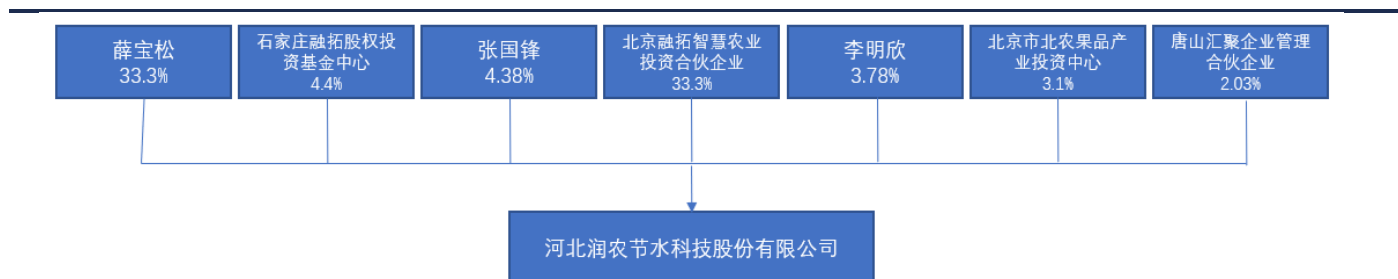 薛宝松
33.3%
石家庄融拓股权投
资基金中心
4.4%
张国锋
4.38%
北京融拓智慧农业
投资合伙企业
33.3%
李明欣
3.78%
北京市北农果品产
业投资中心
3.1%
唐山汇聚企业管理
合伙企业
2.03%
河北润农节水科技股份有限公司